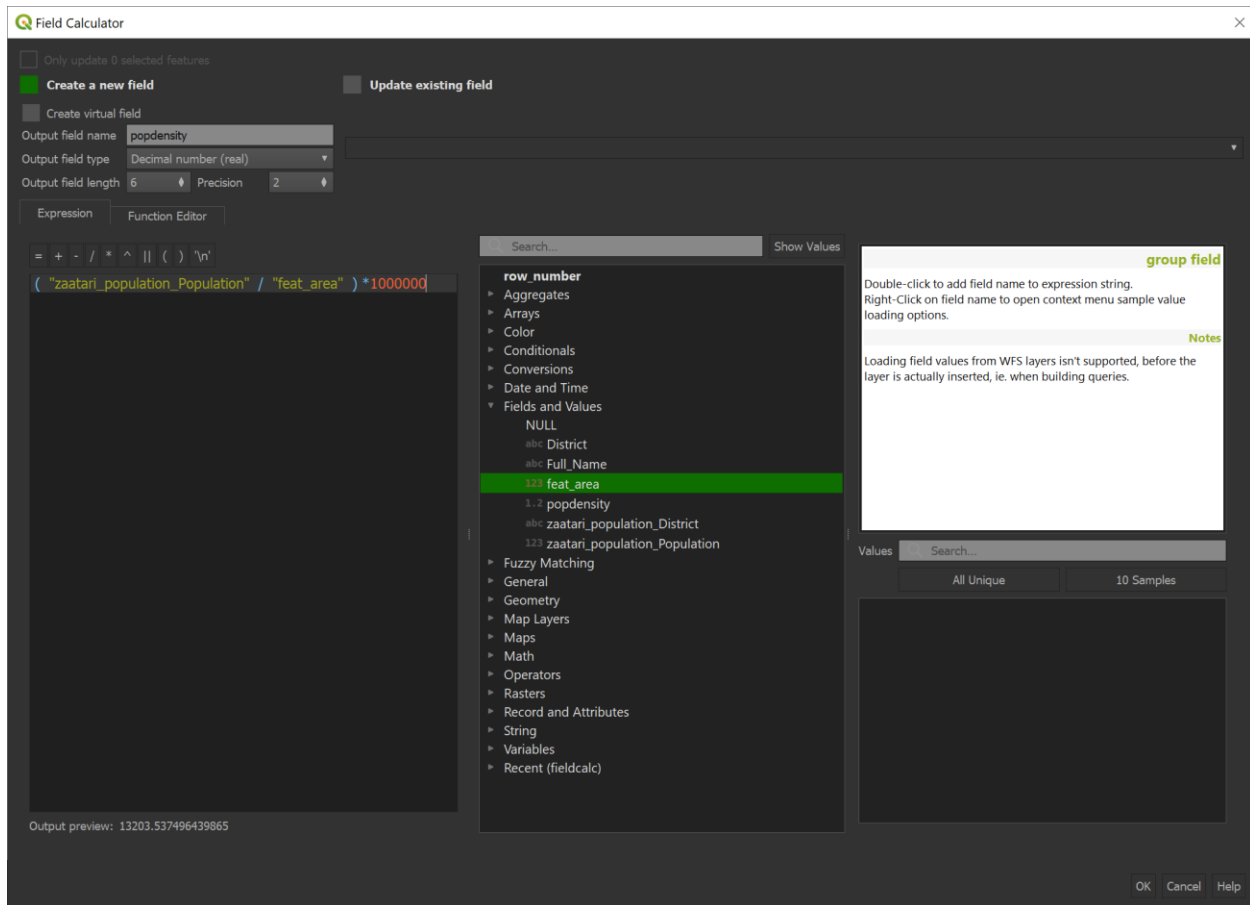 Field Calculator
Only update 0 selected features
Create a new field
Update existing field
Create virtual field
Output field name popdensity
Output field type Decimal number (real)
Output field length 6 Precision 2
Expression Function Editor
= + - / * ^ || ( ) '\n'
( "zaatari_population_Population" / "feat_area" ) *1000000
Output preview: 13203.537496439865
Search... Show Values
row_number
Aggregates
Arrays
Color
Conditionals
Conversions
Date and Time
Fields and Values
NULL
abc District
abc Full_Name
123 feat_area
1.2 popdensity
abc zaatari_population_District
123 zaatari_population_Population
Fuzzy Matching
General
Geometry
Map Layers
Maps
Math
Operators
Rasters
Record and Attributes
String
Variables
Recent (fieldcalc)
group field
Double-click to add field name to expression string.
Right-Click on field name to open context menu sample value
loading options.
Notes
Loading field values from WFS layers isn't supported, before the
layer is actually inserted, ie. when building queries.
Values Search...
All Unique 10 Samples
OK Cancel Help